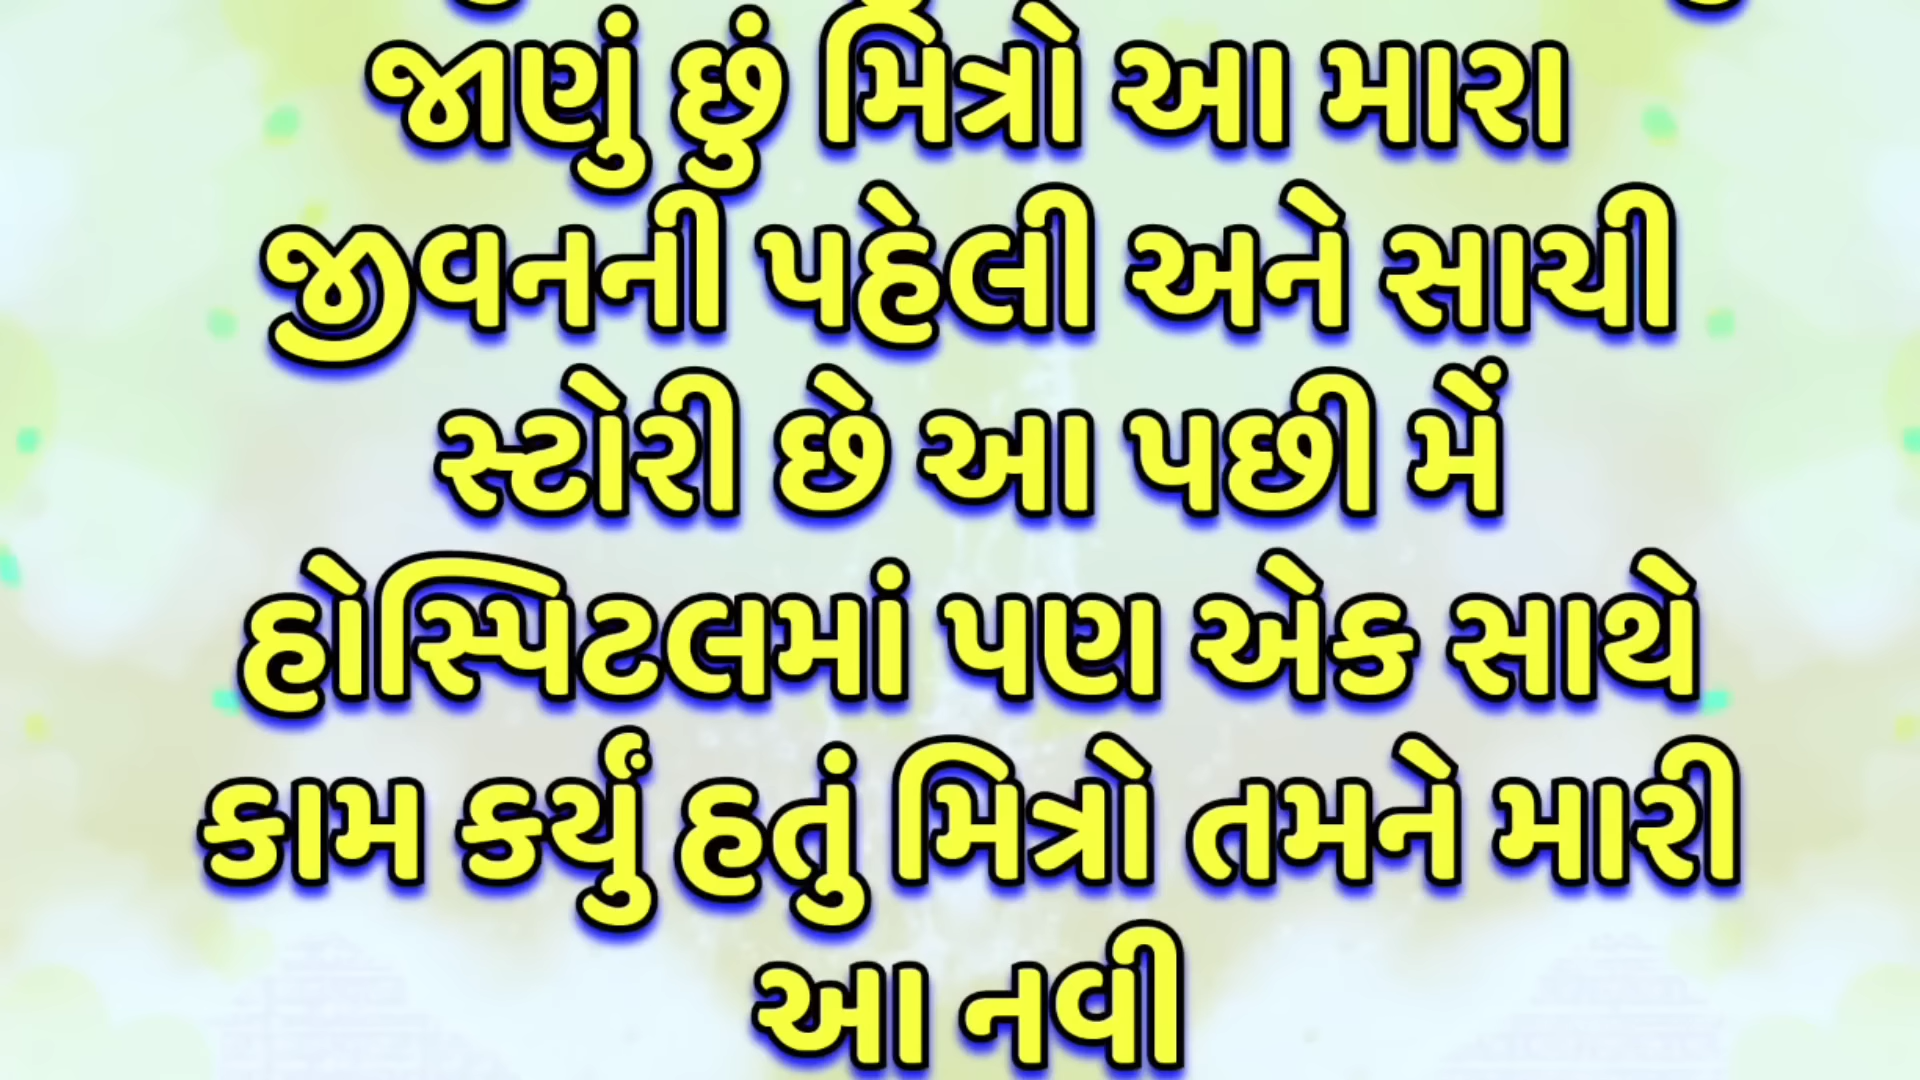 જાણું છું મિત્રો આ મારા
જીવનની પહેલી અને સાચી
સ્ટોરી છે આ પછી મેં
હોસ્પિટલમાં પણ એક સાથે
કામ કર્યું હતું મિત્રો તમને મારી
આ નવી